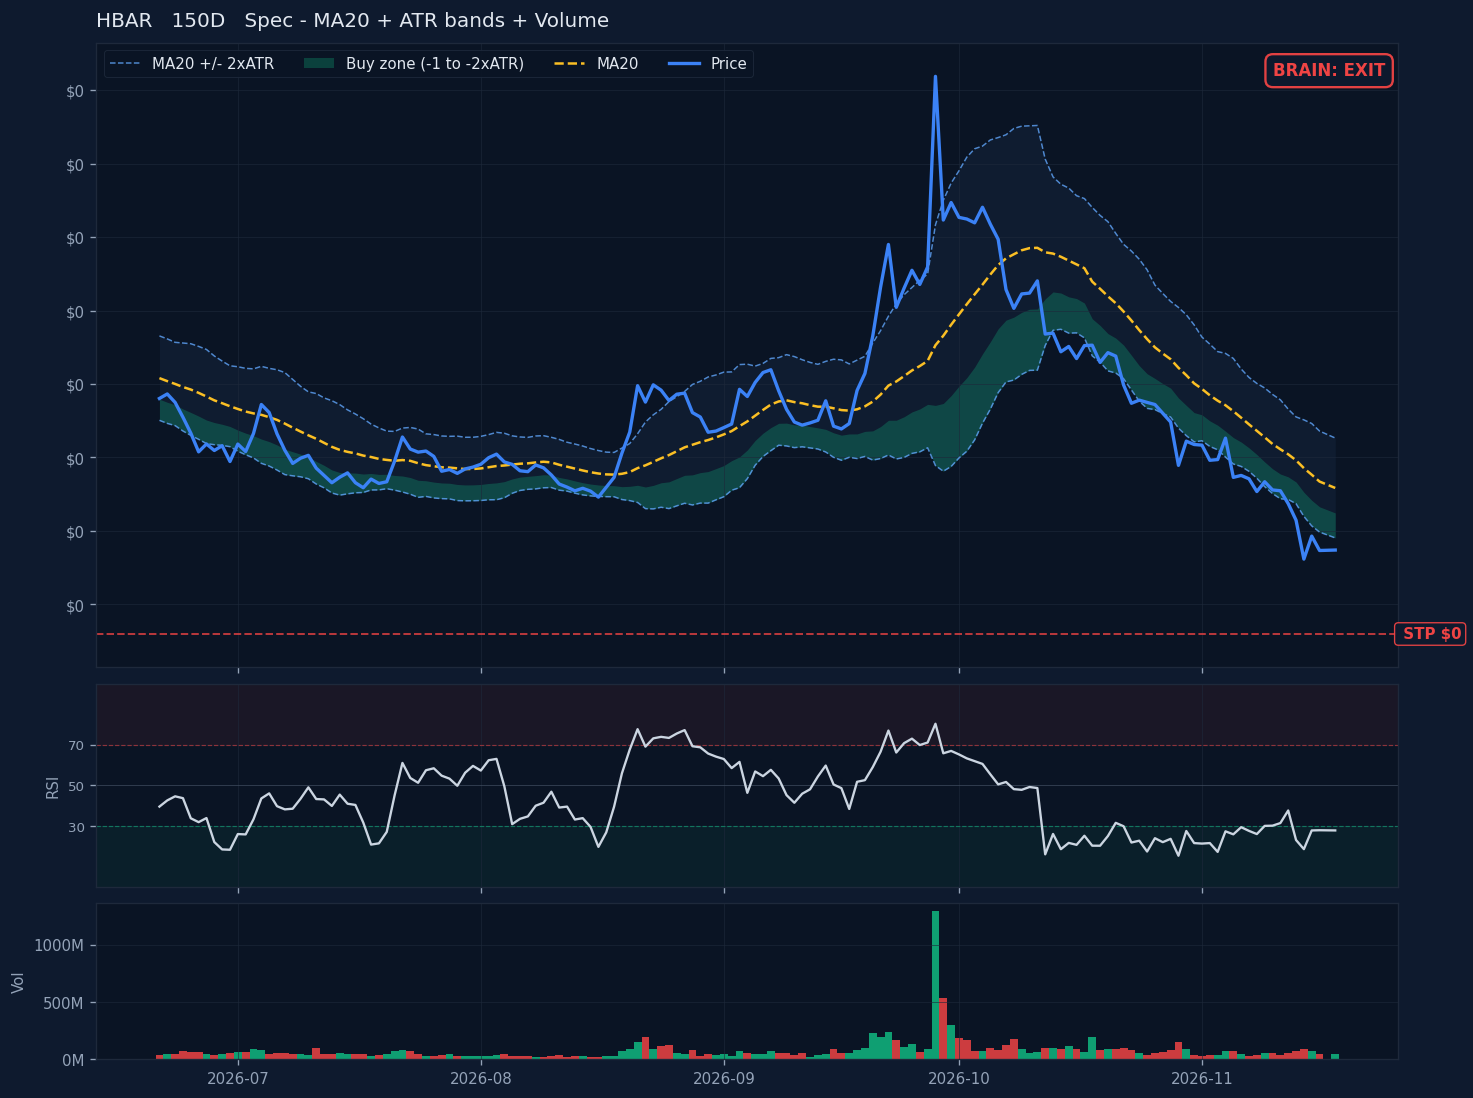 HBAR   150D   Spec - MA20 + ATR bands + Volume
MA20 +/- 2xATR
Buy zone (-1 to -2xATR)
MA20
Price
BRAIN: EXIT
$0
$0
$0
$0
$0
$0
$0
$0
STP $0
RSI
70
50
30
Vol
1000M
500M
0M
2026-07
2026-08
2026-09
2026-10
2026-11